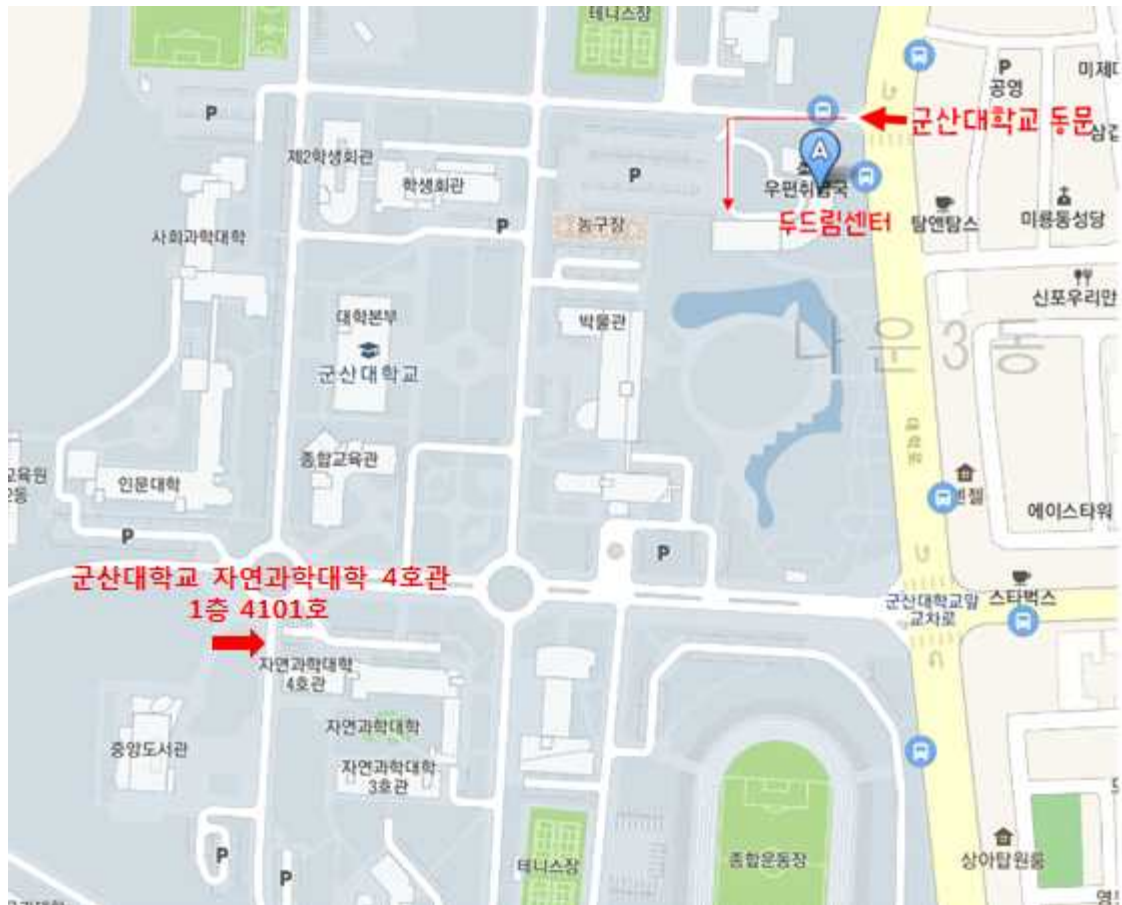 테니스장
P
공영
군산대학교 동문
P
제2학생회관
학생회관
P
우편취급국
두드림센터
탐앤탐스
미룡동성당
P
농구장
사회과학대학
신포우리만
대학본부
박물관
나운3동
군산대학교
대학로
종합교육관
인문대학
에이스타워
P
P
군산대학교 자연과학대학 4호관
1층 4101호
군산대학교앞
교차로
스타벅스
자연과학대학
4호관
자연과학대학
중앙도서관
자연과학대학
3호관
P
P
테니스장
종합운동장
상아탑원룸
A